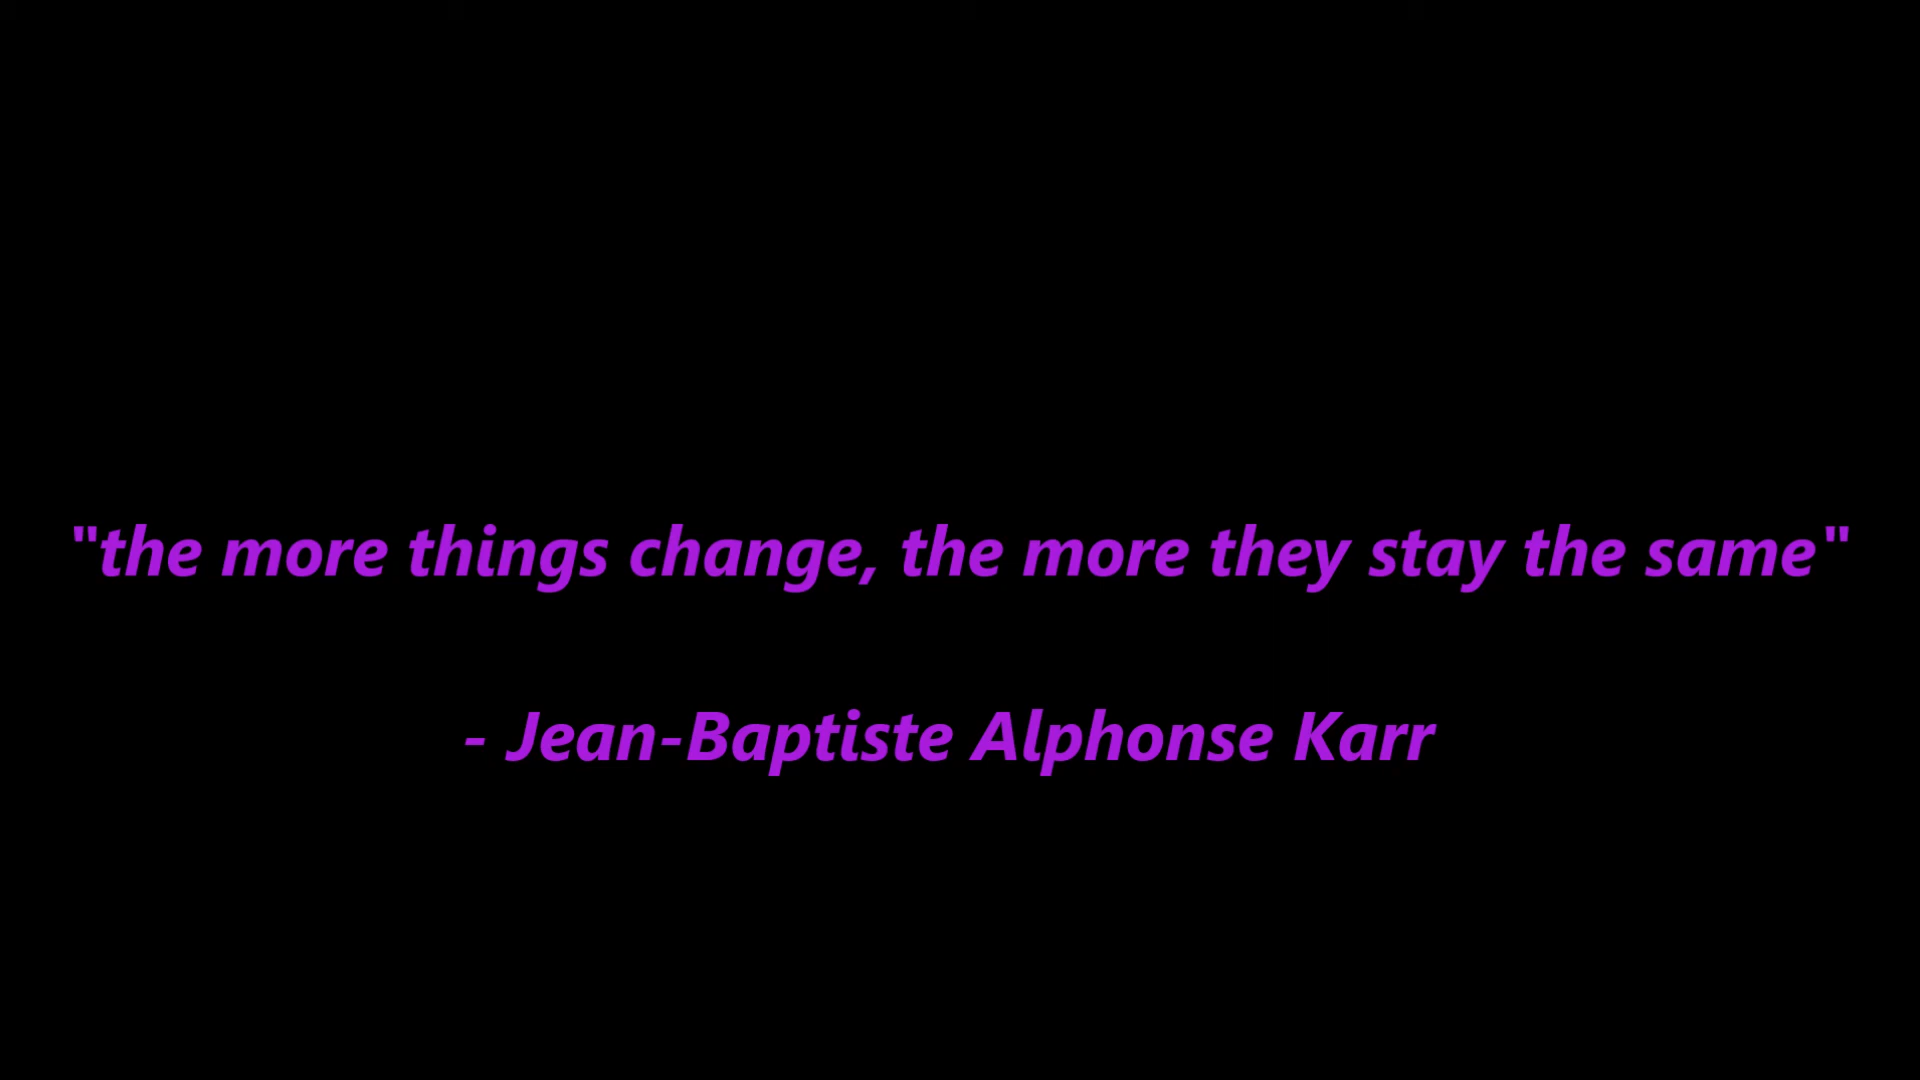 "the more things change, the more they stay the same"
- Jean-Baptiste Alphonse Karr